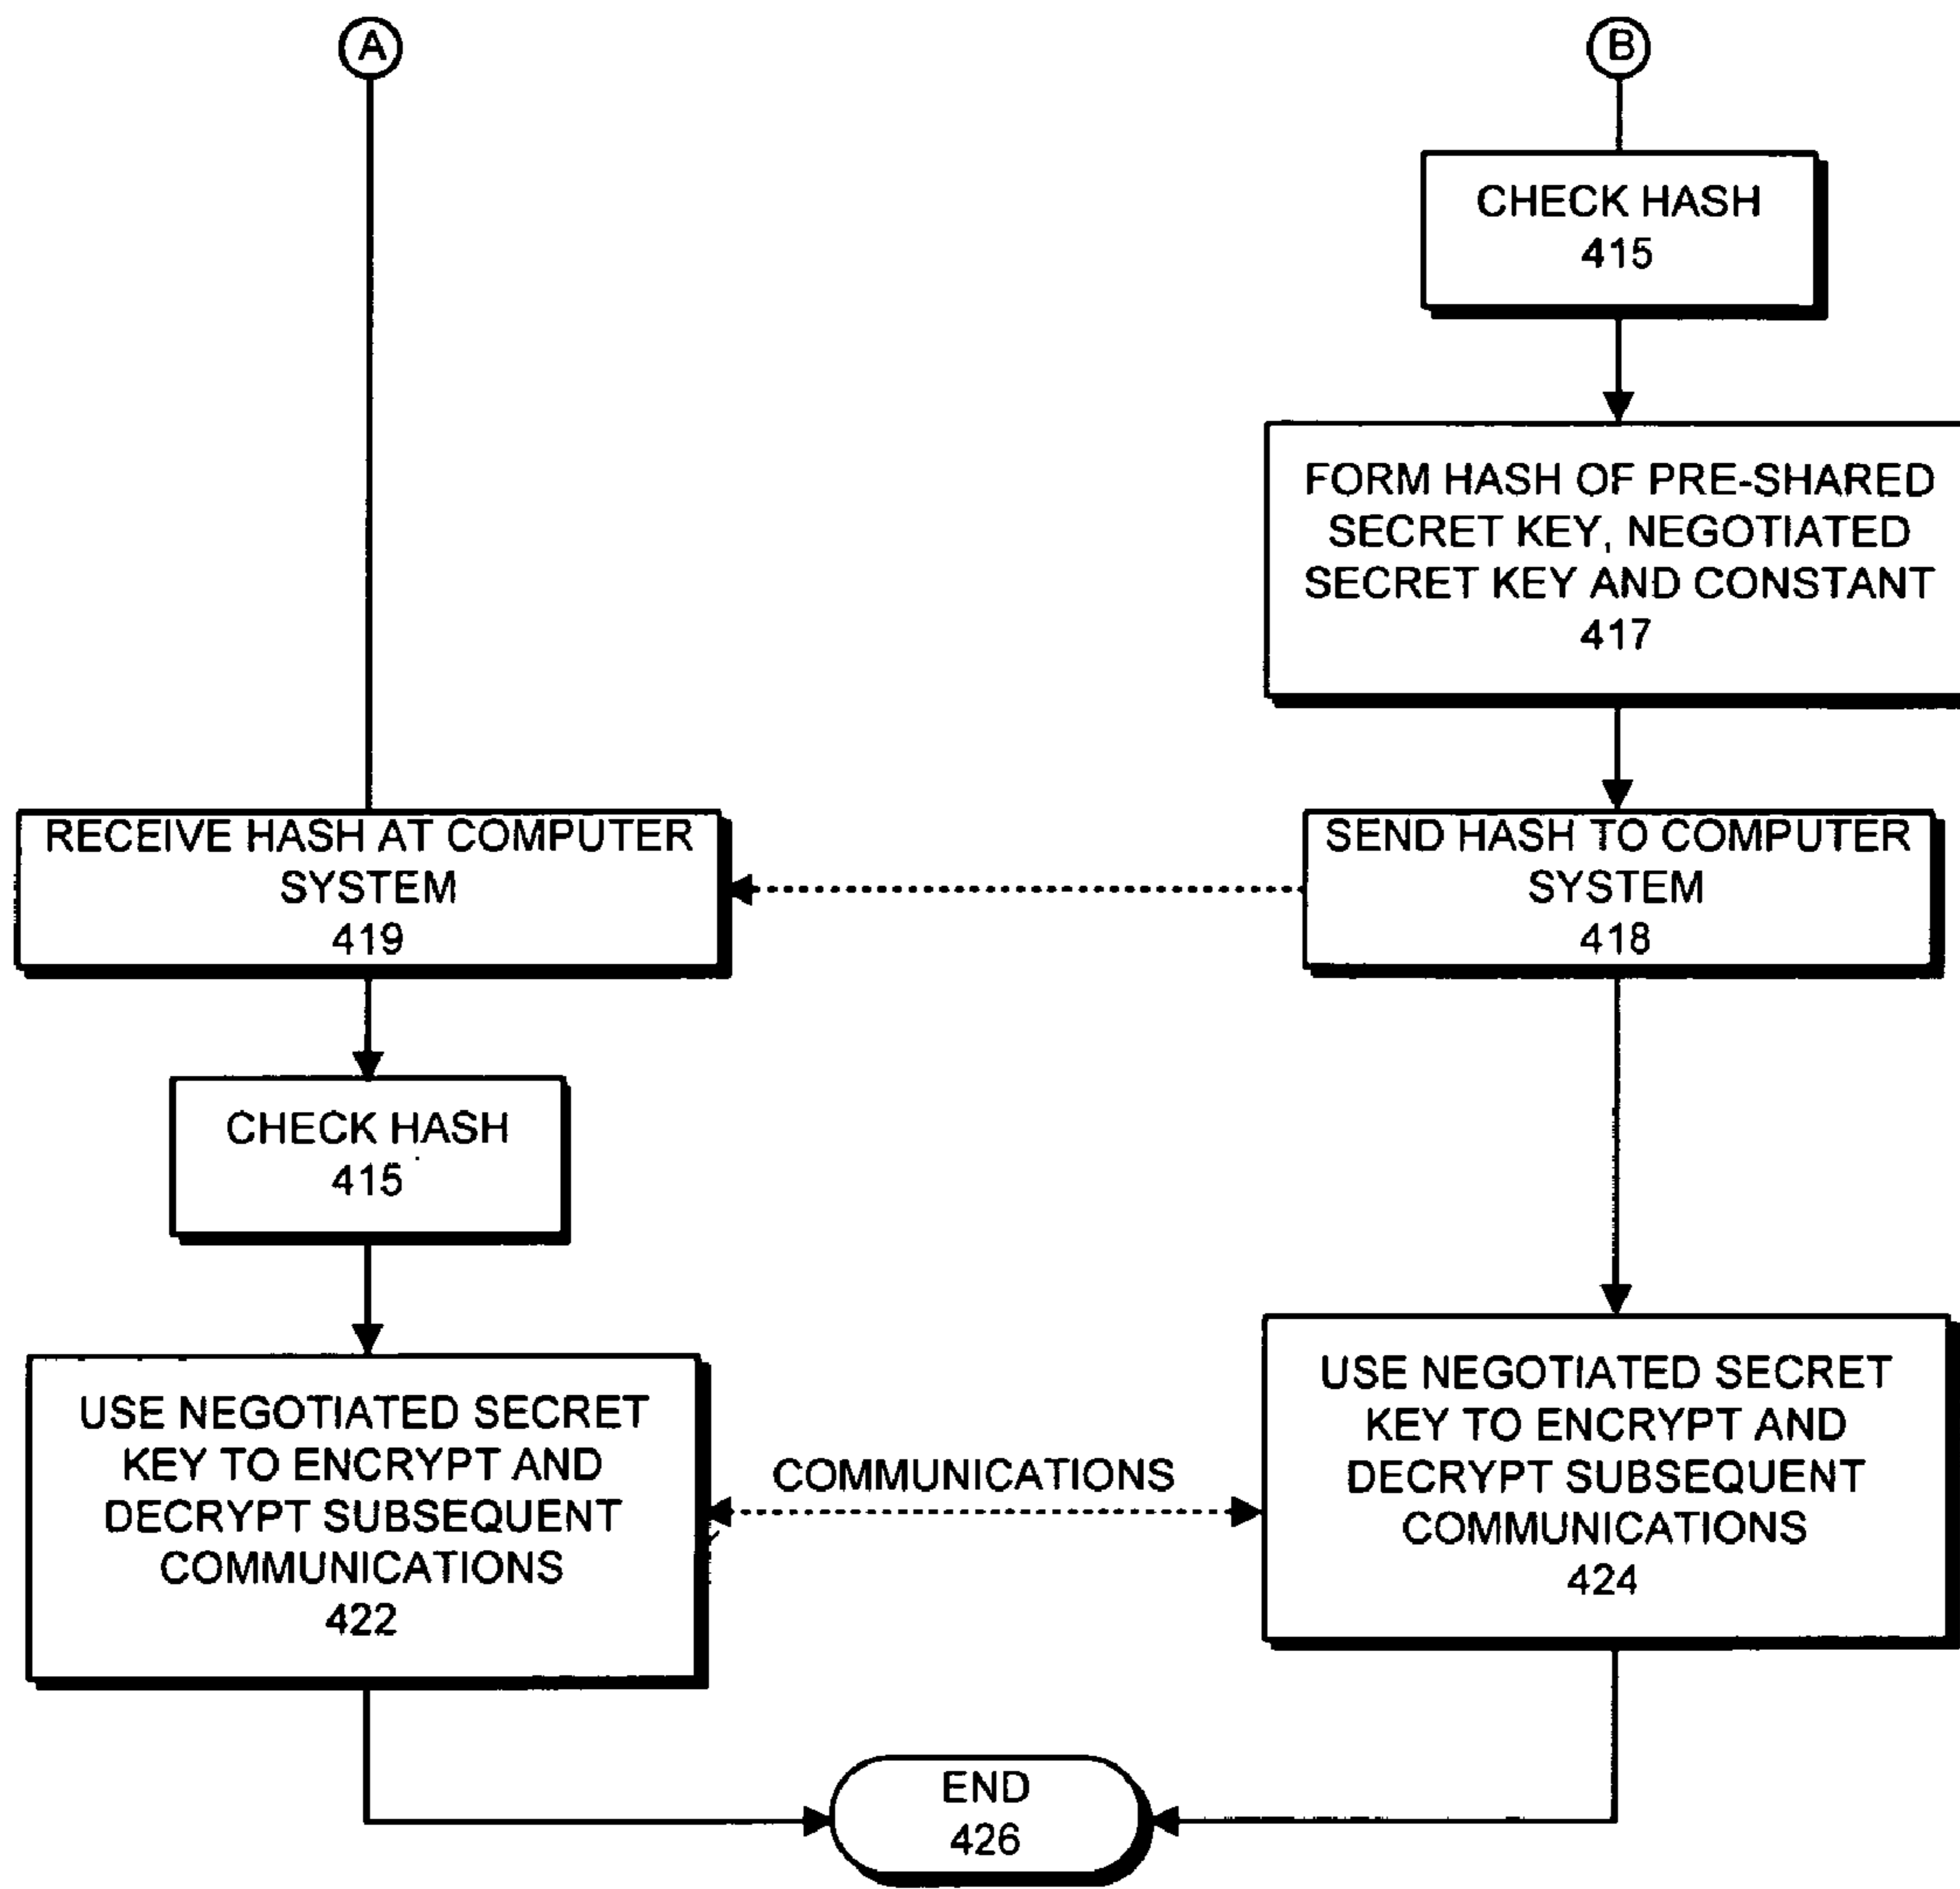 A
B
CHECK HASH
415
FORM HASH OF PRE-SHARED
SECRET KEY, NEGOTIATED
SECRET KEY AND CONSTANT
417
RECEIVE HASH AT COMPUTER
SYSTEM
419
SEND HASH TO COMPUTER
SYSTEM
418
CHECK HASH
415
USE NEGOTIATED SECRET
KEY TO ENCRYPT AND
DECRYPT SUBSEQUENT
COMMUNICATIONS
422
COMMUNICATIONS
USE NEGOTIATED SECRET
KEY TO ENCRYPT AND
DECRYPT SUBSEQUENT
COMMUNICATIONS
424
END
426